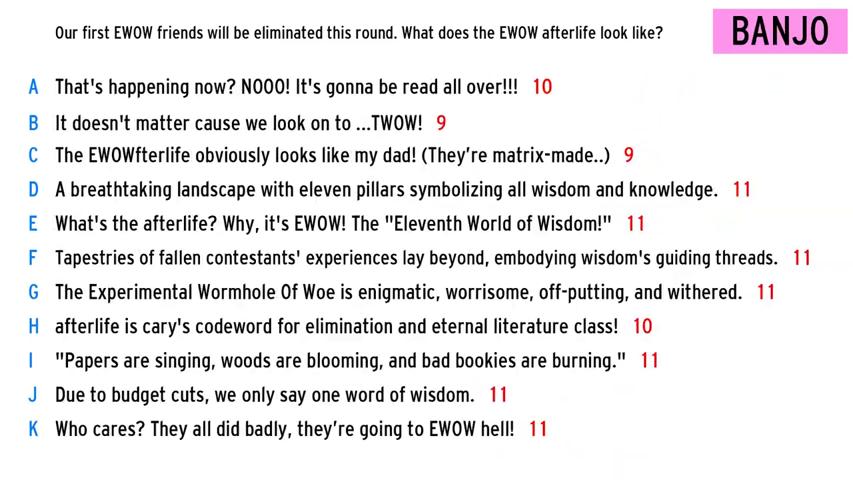 Our first EWOW friends will be eliminated this round. What does the EWOW afterlife look like?
BANJO
A That's happening now? NOOO! It's gonna be read all over!!! 10
B It doesn't matter cause we look on to ...TWOW! 9
C The EWOWfterlife obviously looks like my dad! (They’re matrix-made..) 9
D A breathtaking landscape with eleven pillars symbolizing all wisdom and knowledge. 11
E What's the afterlife? Why, it's EWOW! The "Eleventh World of Wisdom!" 11
F Tapestries of fallen contestants' experiences lay beyond, embodying wisdom's guiding threads. 11
G The Experimental Wormhole Of Woe is enigmatic, worrisome, off-putting, and withered. 11
H afterlife is cary's codeword for elimination and eternal literature class! 10
I "Papers are singing, woods are blooming, and bad bookies are burning." 11
J Due to budget cuts, we only say one word of wisdom. 11
K Who cares? They all did badly, they’re going to EWOW hell! 11